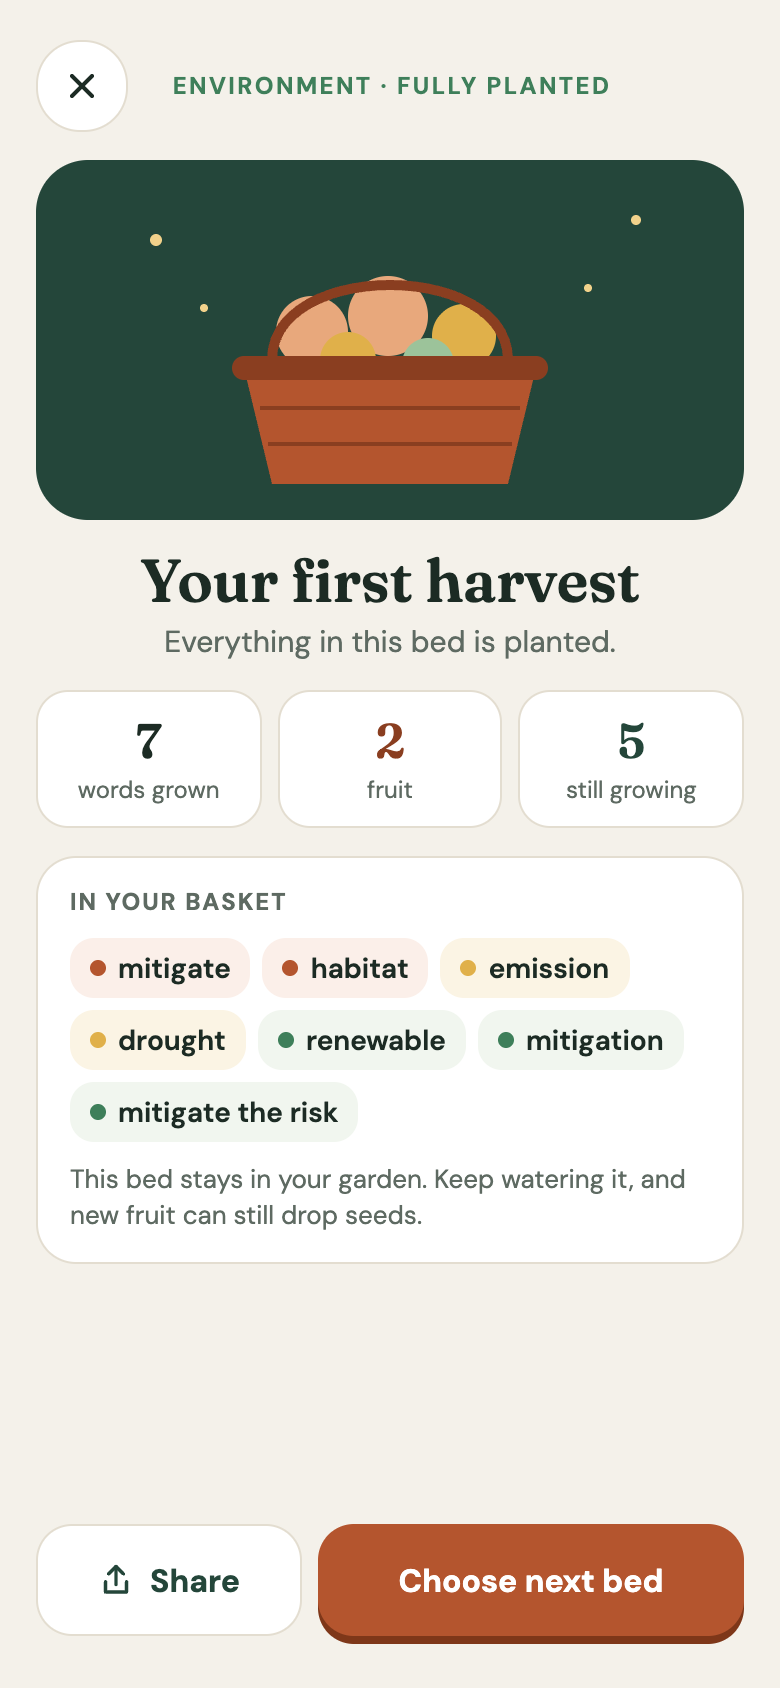 ENVIRONMENT · FULLY PLANTED
Your first harvest
Everything in this bed is planted.
7
words grown
2
fruit
5
still growing
IN YOUR BASKET
mitigate
habitat
emission
drought
renewable
mitigation
mitigate the risk
This bed stays in your garden. Keep watering it, and
new fruit can still drop seeds.
Share
Choose next bed